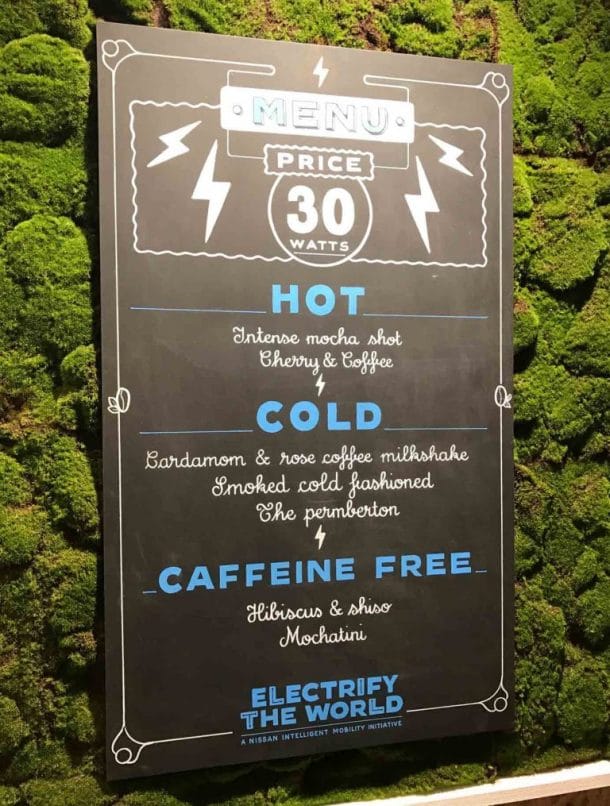 MENU
PRICE
30
WATTS
HOT
Intense mocha shot
Cherry & Coffee
COLD
Cardamom & rose coffee milkshake
Smoked cold fashioned
The permberton
CAFFEINE FREE
Hibiscus & shiso
Mochatini
ELECTRIFY
THE WORLD
A NISSAN INTELLIGENT MOBILITY INITIATIVE